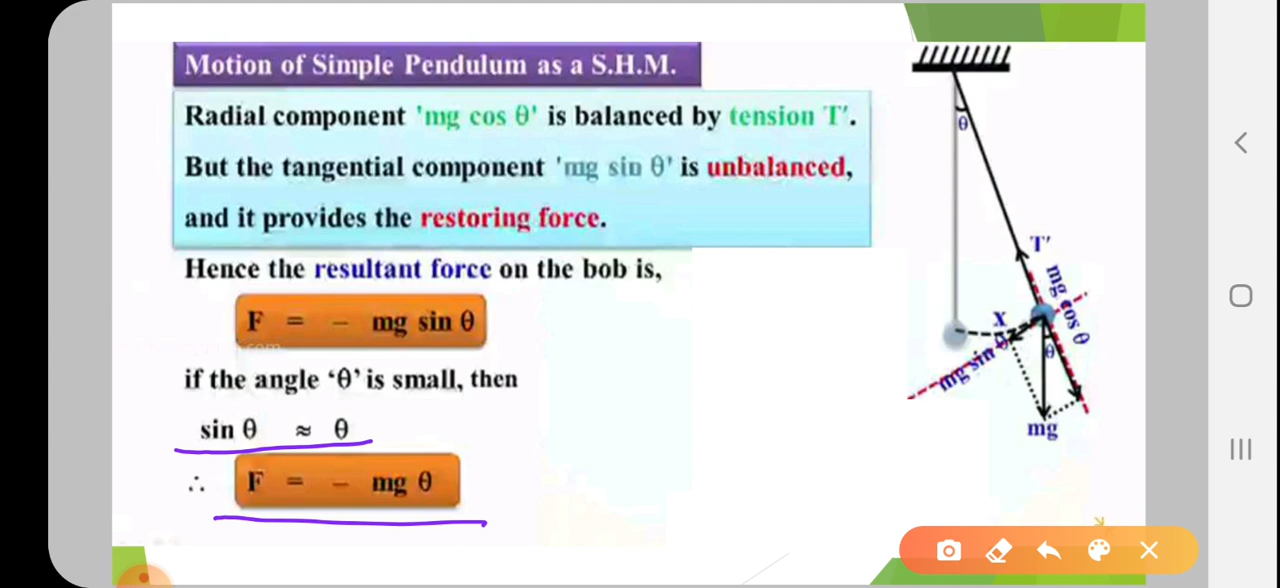 Motion of Simple Pendulum as a S.H.M.
Radial component 'mg cos θ' is balanced by tension T'.
But the tangential component 'mg sin θ' is unbalanced,
and it provides the restoring force.
Hence the resultant force on the bob is,
F = − mg sin θ
.com
if the angle ‘θ’ is small, then
sin θ ≈ θ
∴ F = − mg θ
θ
T'
mg cos θ
X
mg sin θ
θ
mg